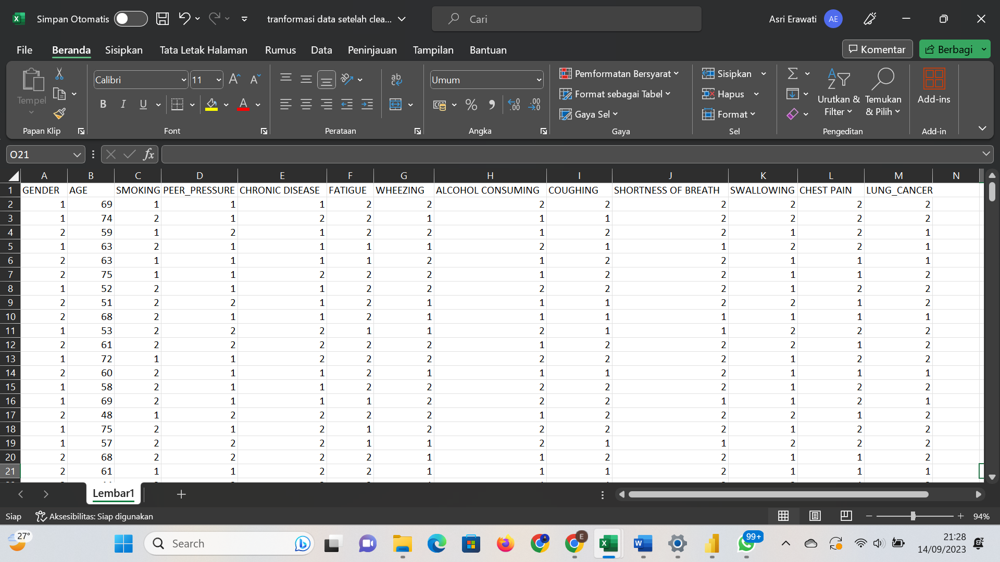 Simpan Otomatis tranformasi data setelah clea... Cari Asri Erawati AE
File Beranda Sisipkan Tata Letak Halaman Rumus Data Peninjauan Tampilan Bantuan Komentar Berbagi
Tempel
Papan Klip
Calibri 11
B I U A
Font
ab
Perataan
Umum
% .00 .00
Angka
Pemformatan Bersyarat
Format sebagai Tabel
Gaya Sel
Gaya
Sisipkan
Hapus
Format
Sel
Urutkan & Filter
Temukan & Pilih
Pengeditan
Add-ins
Add-in
O21 fx
A B C D E F G H I J K L M N
1 GENDER AGE SMOKING PEER_PRESSURE CHRONIC DISEASE FATIGUE WHEEZING ALCOHOL CONSUMING COUGHING SHORTNESS OF BREATH SWALLOWING CHEST PAIN LUNG_CANCER
2 1 69 1 1 1 2 2 2 2 2 2 2 2
3 1 74 2 1 2 2 1 1 1 2 2 2 2
4 2 59 1 2 1 2 2 1 2 2 1 2 1
5 1 63 2 1 1 1 1 2 1 1 2 2 1
6 2 63 1 1 1 1 2 1 2 2 1 1 1
7 2 75 1 1 2 2 2 1 2 2 1 1 2
8 1 52 2 1 1 2 2 2 2 2 1 2 2
9 2 51 2 2 1 2 1 1 1 2 2 1 2
10 2 68 2 1 1 2 1 1 1 1 1 1 1
11 1 53 2 2 2 1 1 2 1 1 2 2 2
12 2 61 2 2 2 2 2 1 2 2 2 1 2
13 1 72 1 1 2 2 2 2 2 2 1 2 2
14 2 60 2 1 1 2 1 1 1 2 1 1 1
15 1 58 2 1 1 2 2 2 2 2 1 2 2
16 1 69 2 1 1 1 2 2 2 1 1 2 1
17 2 48 1 2 2 2 2 1 2 2 2 1 2
18 1 75 2 1 2 1 2 2 2 2 1 2 2
19 1 57 2 2 2 1 1 2 1 1 2 2 2
20 2 68 2 2 2 2 1 1 2 2 1 1 2
21 2 61 1 1 2 2 1 1 1 2 1 1 1
Lembar1
Siap Aksesibilitas: Siap digunakan 94%
27° Search 99+ 21:28
14/09/2023